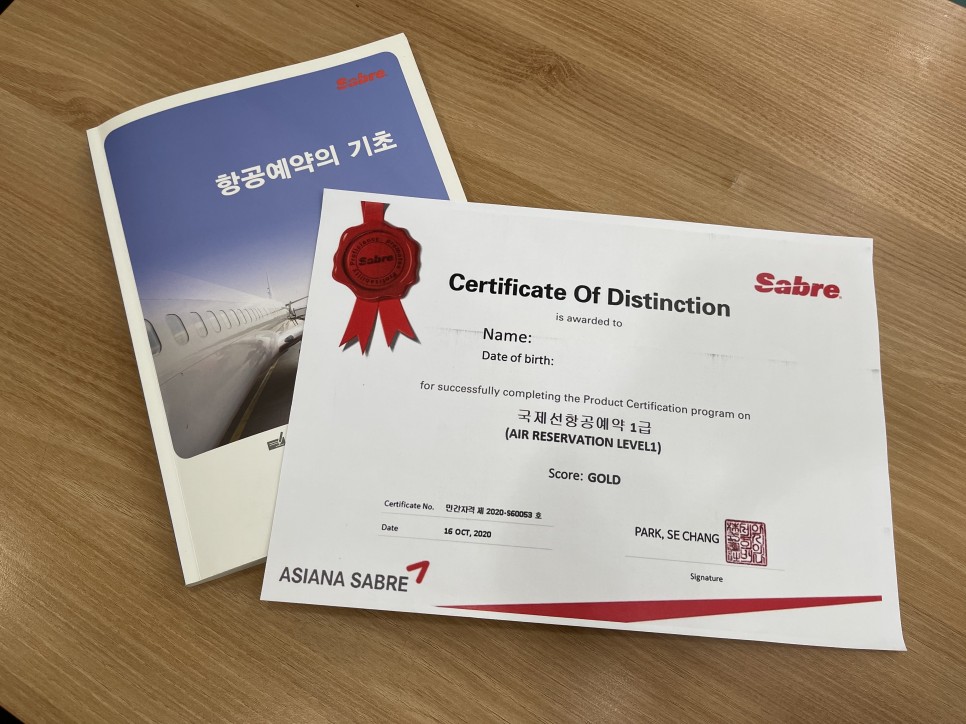 Sabre
항공예약의 기초
Sabre
Certificate Of Distinction
Sabre
is awarded to
Name:
Date of birth:
for successfully completing the Product Certification program on
국제선항공예약 1급
(AIR RESERVATION LEVEL1)
Score: GOLD
Certificate No. 민간자격 제 2020-S60053 호
Date 16 OCT, 2020
PARK, SE CHANG
Signature
ASIANA SABRE